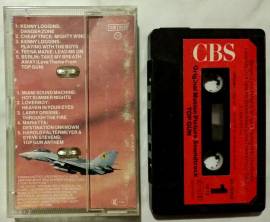 1. KENNY LOGGINS:
DANGER ZONE
2. CHEAP TRICK: MIGHTY WINGS
3. KENNY LOGGINS:
PLAYING WITH THE BOYS
4. TEENA MARIE: LEAD ME ON
5. BERLIN: TAKE MY BREATH
AWAY (Love Theme From
TOP GUN)
1. MIAMI SOUND MACHINE:
HOT SUMMER NIGHTS
2. LOVERBOY:
HEAVEN IN YOUR EYES
3. LARRY GREENE:
THROUGH THE FIRE
4. MARIETTA:
DESTINATION UNKNOWN
5. HAROLD FALTERMEYER &
STEVE STEVENS:
TOP GUN ANTHEM
CBS
Original Motion Picture Soundtrack
TOP GUN
1